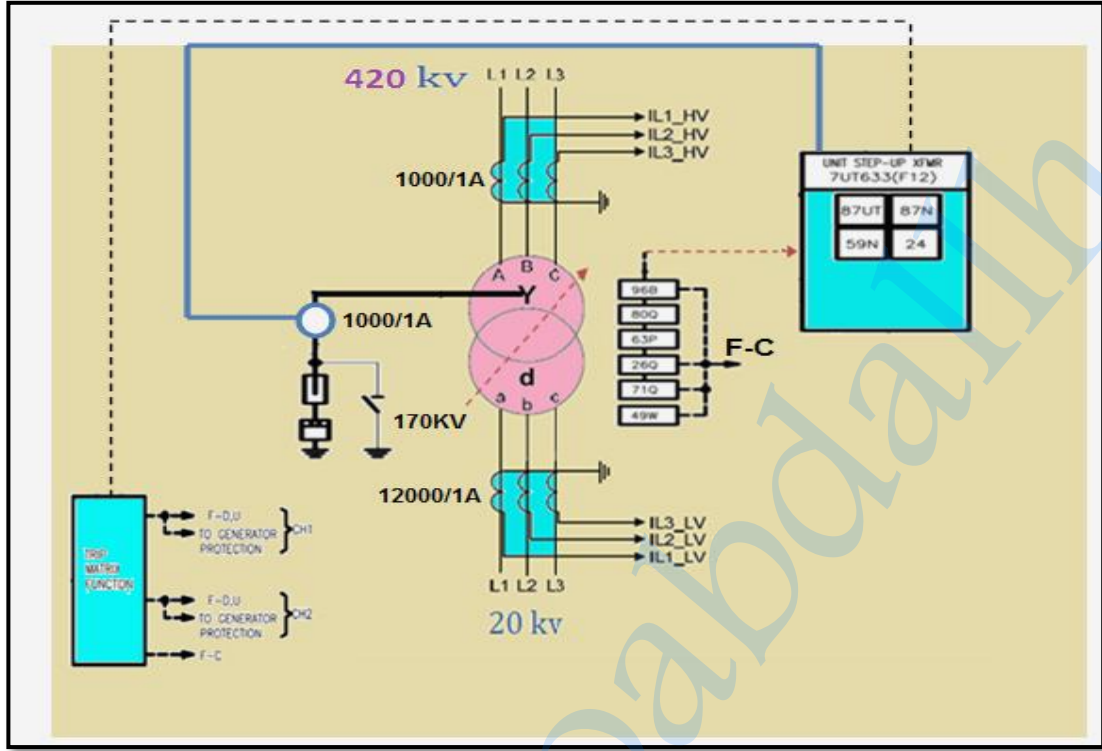 420 kv
L1 L2 L3
IL1_HV
IL2_HV
IL3_HV
1000/1A
UNIT STEP-UP XFMR
7UT633(F12)
87UT 87N
59N 24
A B C
Y
1000/1A
d
a b c
170KV
96B
80Q
63P
26Q
71Q
49W
F-C
12000/1A
IL3_LV
IL2_LV
IL1_LV
L1 L2 L3
20 kv
TRIP
MATRIX
FUNCTON
F-D,U
TO GENERATOR
PROTECTION
CH1
F-D,U
TO GENERATOR
PROTECTION
CH2
F-C